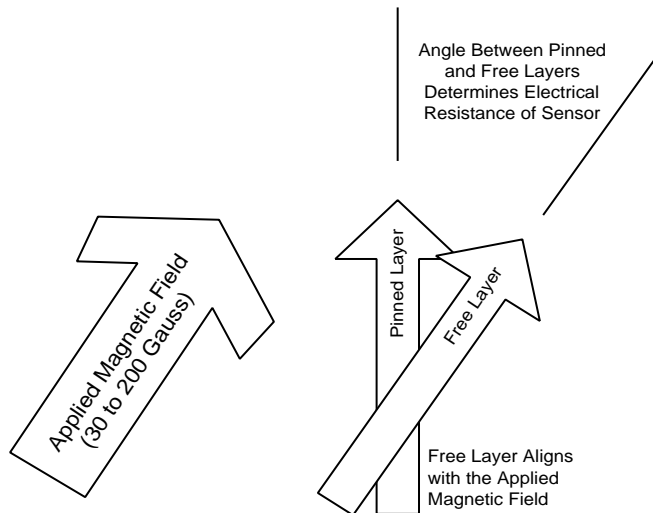 Angle Between Pinned
and Free Layers
Determines Electrical
Resistance of Sensor
Applied Magnetic Field
(30 to 200 Gauss)
Pinned Layer
Free Layer
Free Layer Aligns
with the Applied
Magnetic Field